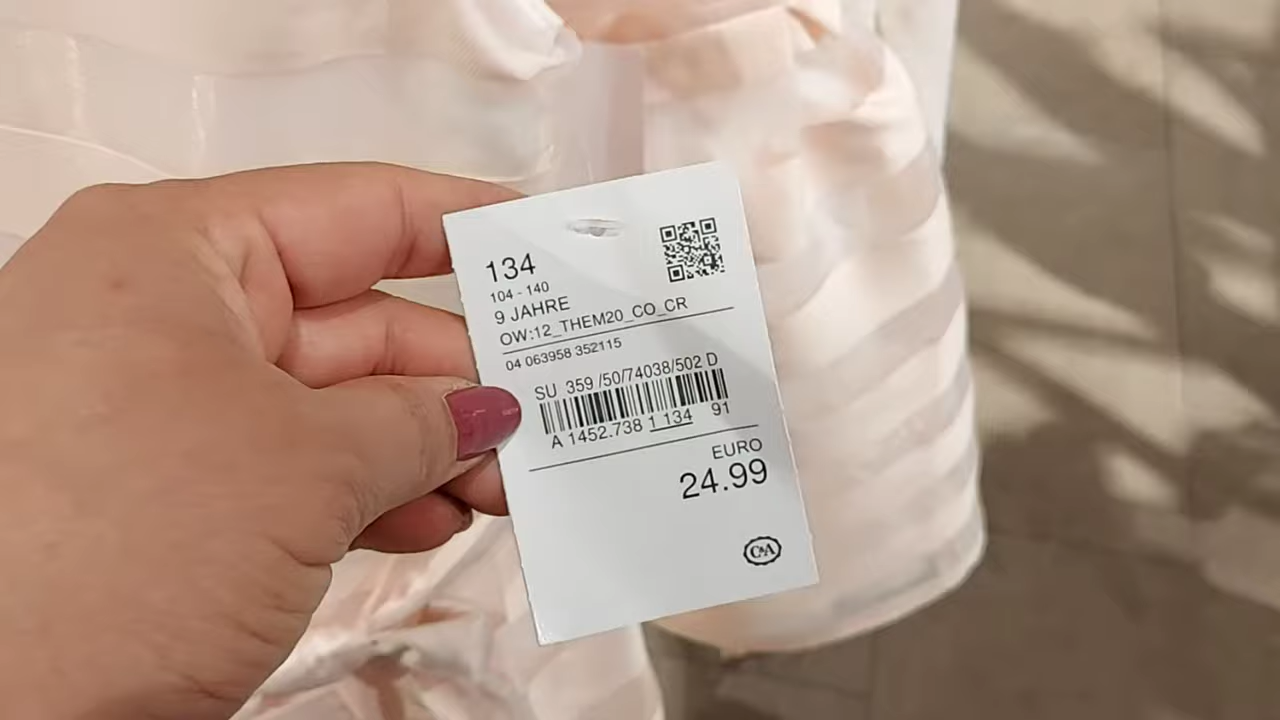 134
104 - 140
9 JAHRE
OW:12_THEM20_CO_CR
04 063958 352115
SU 359 /50/74038/502 D
A 1452.738 1 134 91
EURO
24.99
C&A